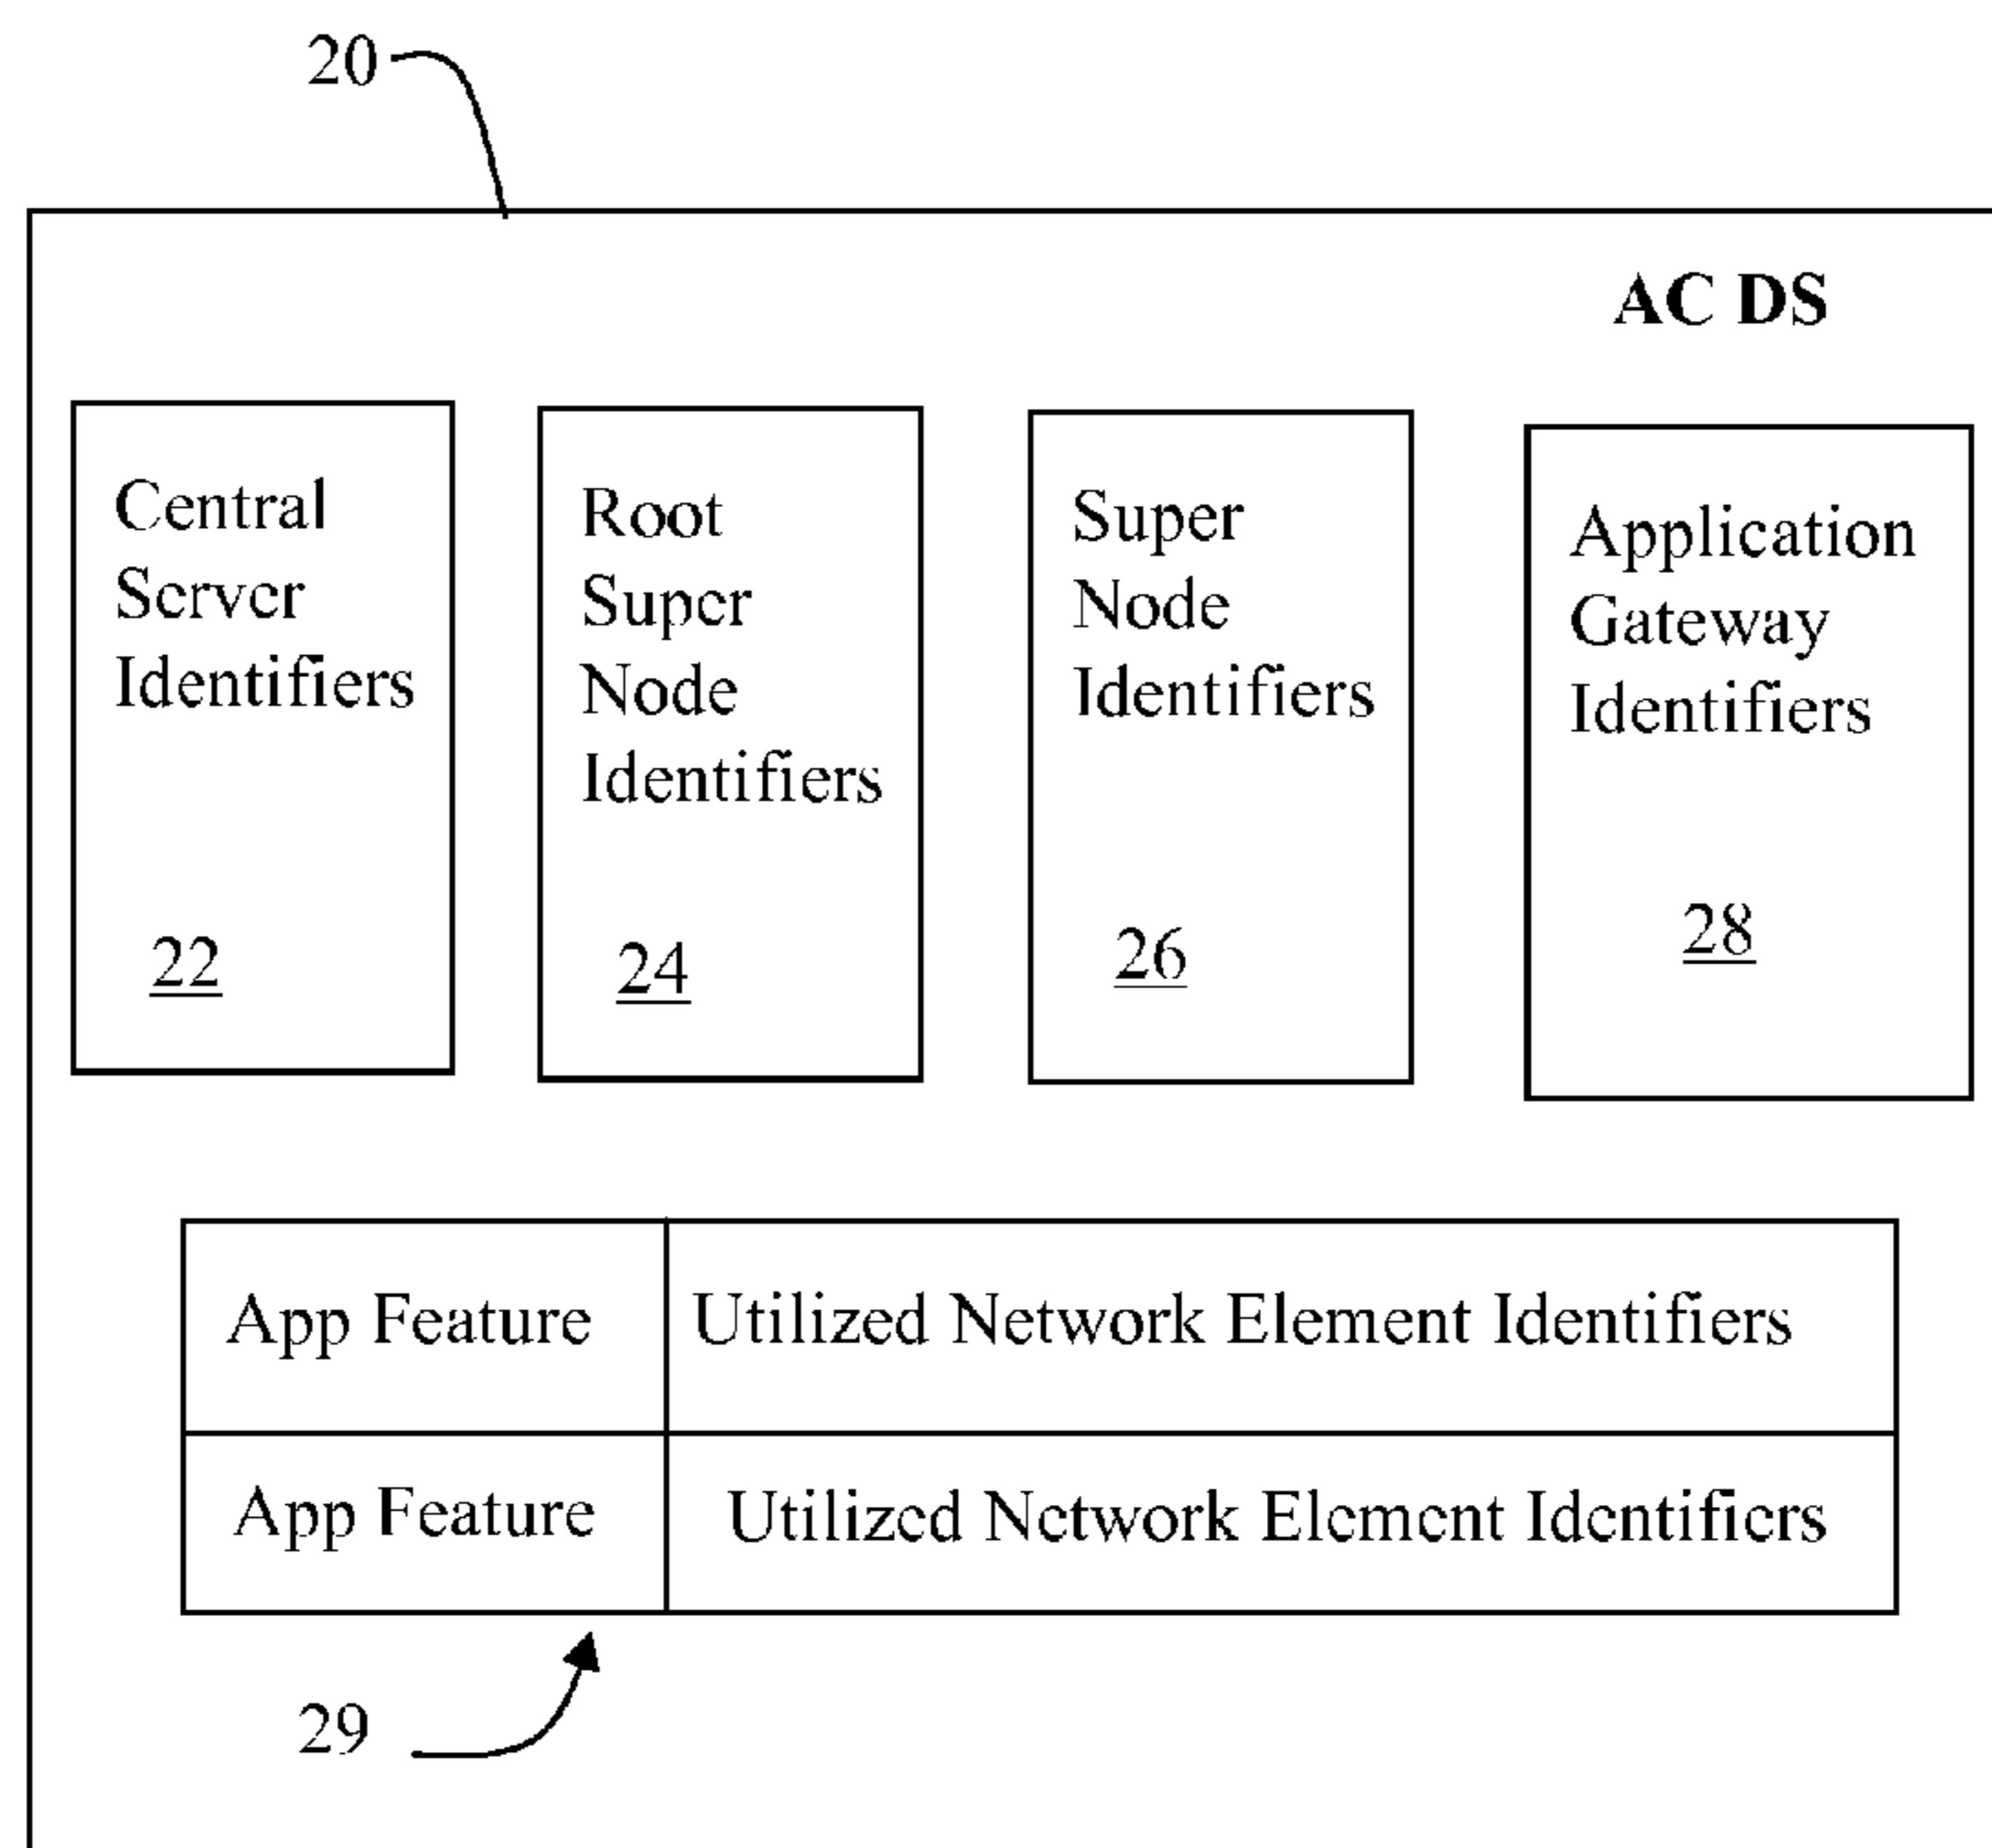 20
AC DS
Central
Server
Identifiers
22
Root
Super
Node
Identifiers
24
Super
Node
Identifiers
26
Application
Gateway
Identifiers
28
App Feature Utilized Network Element Identifiers
App Feature Utilized Network Element Identifiers
29